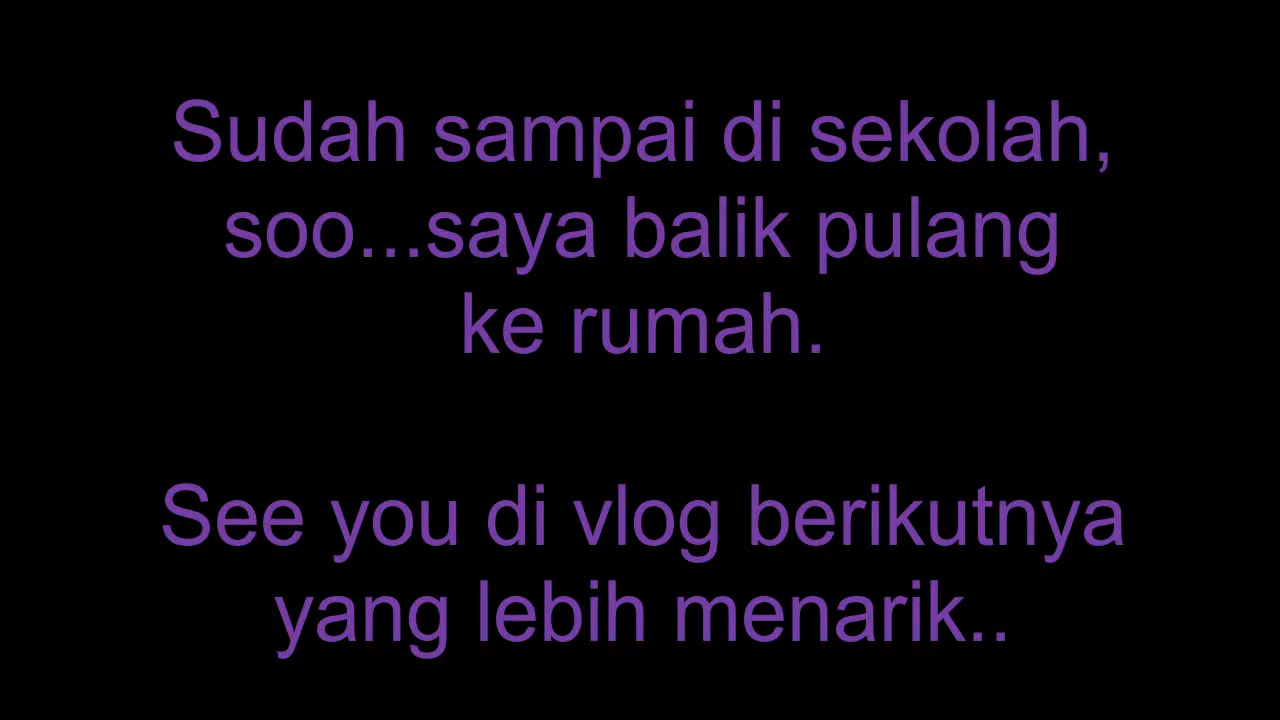 Sudah sampai di sekolah,
soo...saya balik pulang
ke rumah.
See you di vlog berikutnya
yang lebih menarik..